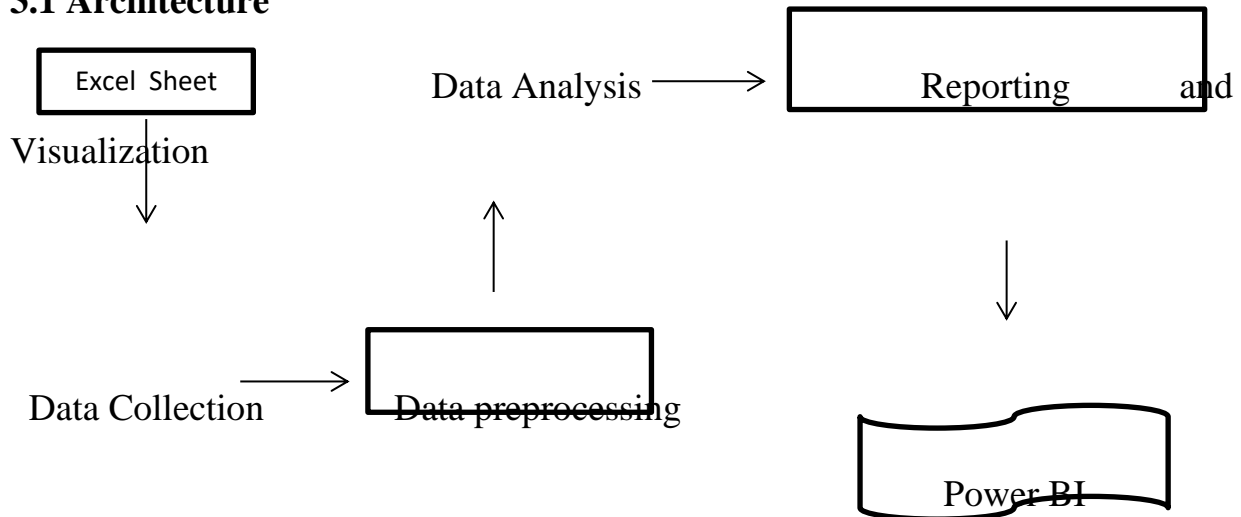 3.1 Architecture
Excel Sheet
Data Analysis
Reporting and
Visualization
Data Collection
Data preprocessing
Power BI